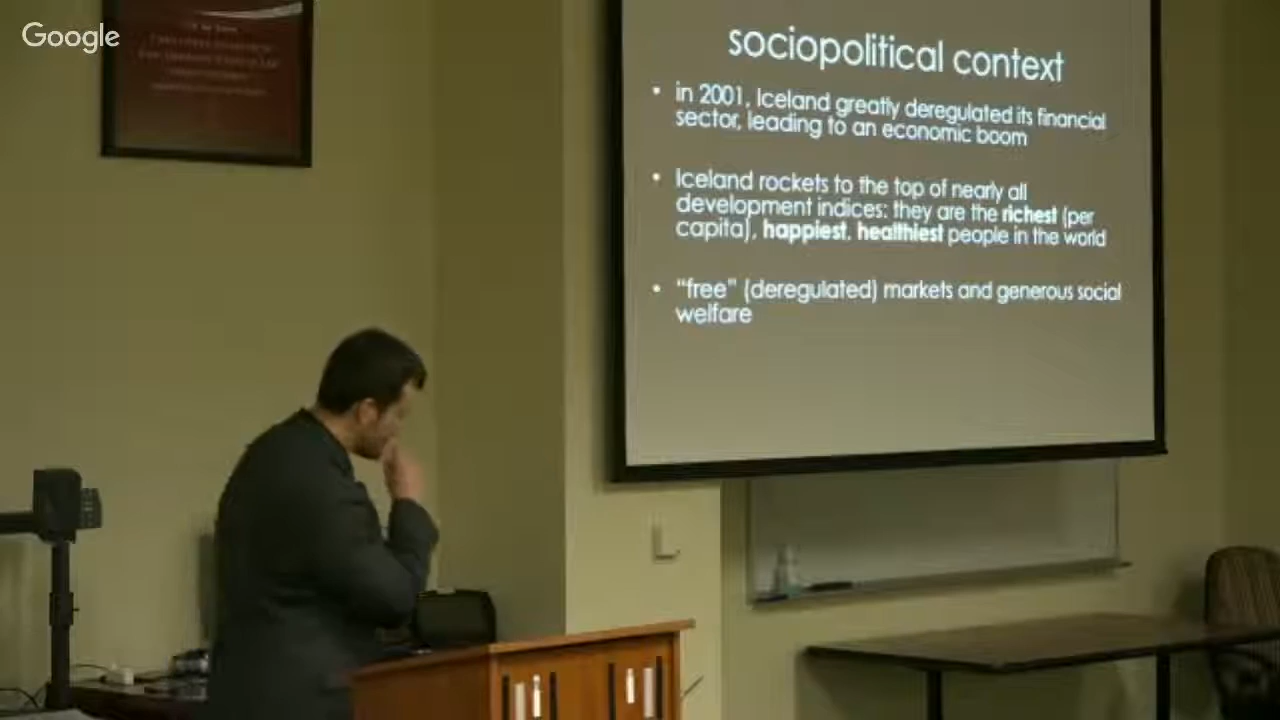 Google
sociopolitical context
• in 2001, Iceland greatly deregulated its financial
sector, leading to an economic boom
• Iceland rockets to the top of nearly all
development indices: they are the richest (per
capita), happiest, healthiest people in the world
• "free" (deregulated) markets and generous social
welfare